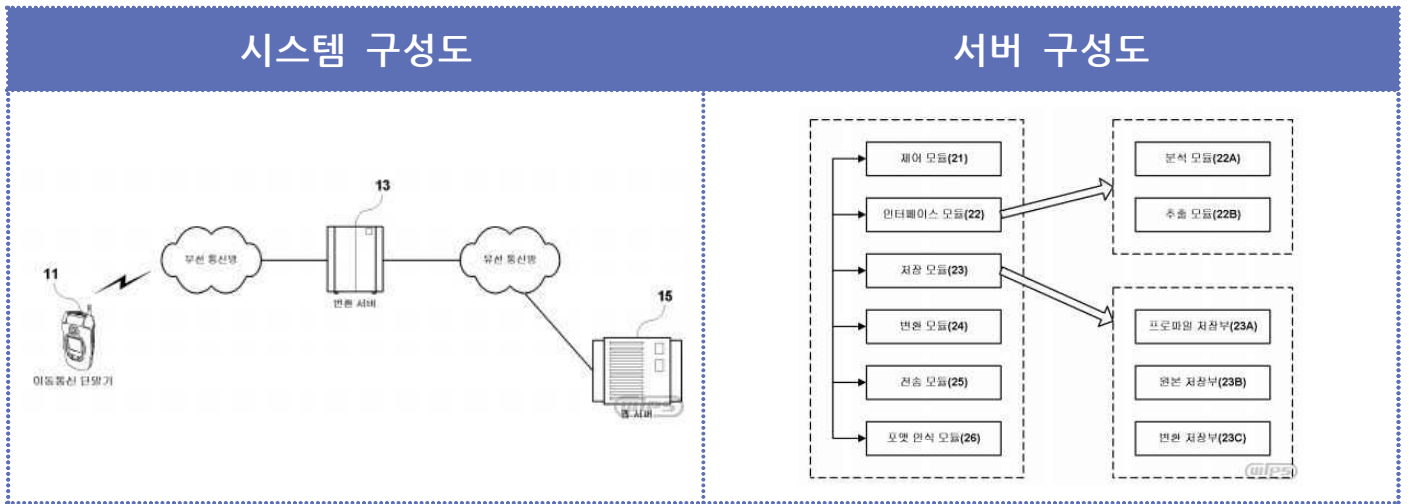 시스템 구성도
서버 구성도
13
무선 통신망
유선 통신망
11
변환 서버
15
이동통신 단말기
웹 서버
wips
제어 모듈(21)
인터페이스 모듈(22)
저장 모듈(23)
변환 모듈(24)
전송 모듈(25)
포맷 인식 모듈(26)
분석 모듈(22A)
추출 모듈(22B)
프로파일 저장부(23A)
원본 저장부(23B)
변환 저장부(23C)
wips